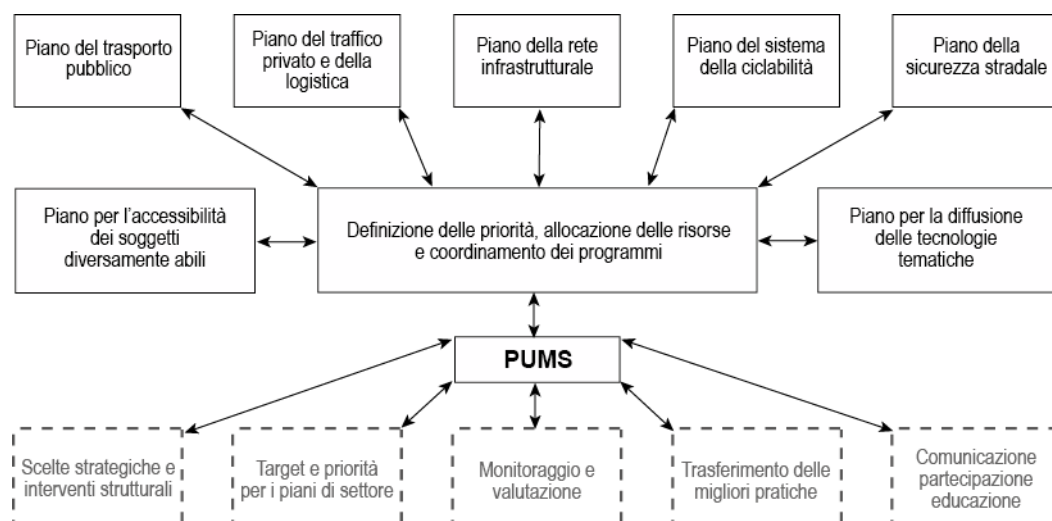 Piano del trasporto
pubblico
Piano del traffico
privato e della
logistica
Piano della rete
infrastrutturale
Piano del sistema
della ciclabilità
Piano della
sicurezza stradale
Piano per l'accessibilità
dei soggetti
diversamente abili
Definizione delle priorità, allocazione delle risorse
e coordinamento dei programmi
Piano per la diffusione
delle tecnologie
tematiche
PUMS
Scelte strategiche e
interventi strutturali
Target e priorità
per i piani di settore
Monitoraggio e
valutazione
Trasferimento delle
migliori pratiche
Comunicazione
partecipazione
educazione